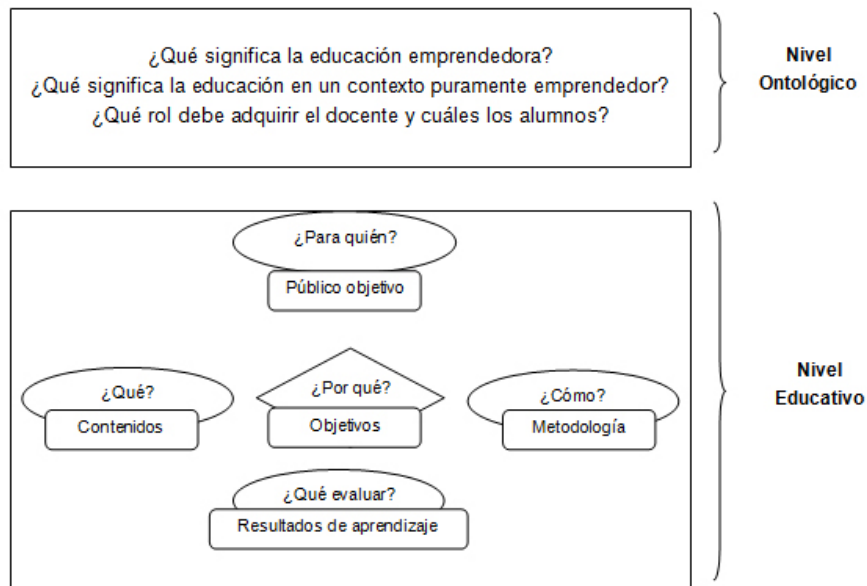 ¿Qué significa la educación emprendedora?
¿Qué significa la educación en un contexto puramente emprendedor?
¿Qué rol debe adquirir el docente y cuáles los alumnos?
Nivel
Ontológico
¿Para quién?
Público objetivo
¿Qué?
Contenidos
¿Por qué?
Objetivos
¿Cómo?
Metodología
¿Qué evaluar?
Resultados de aprendizaje
Nivel
Educativo